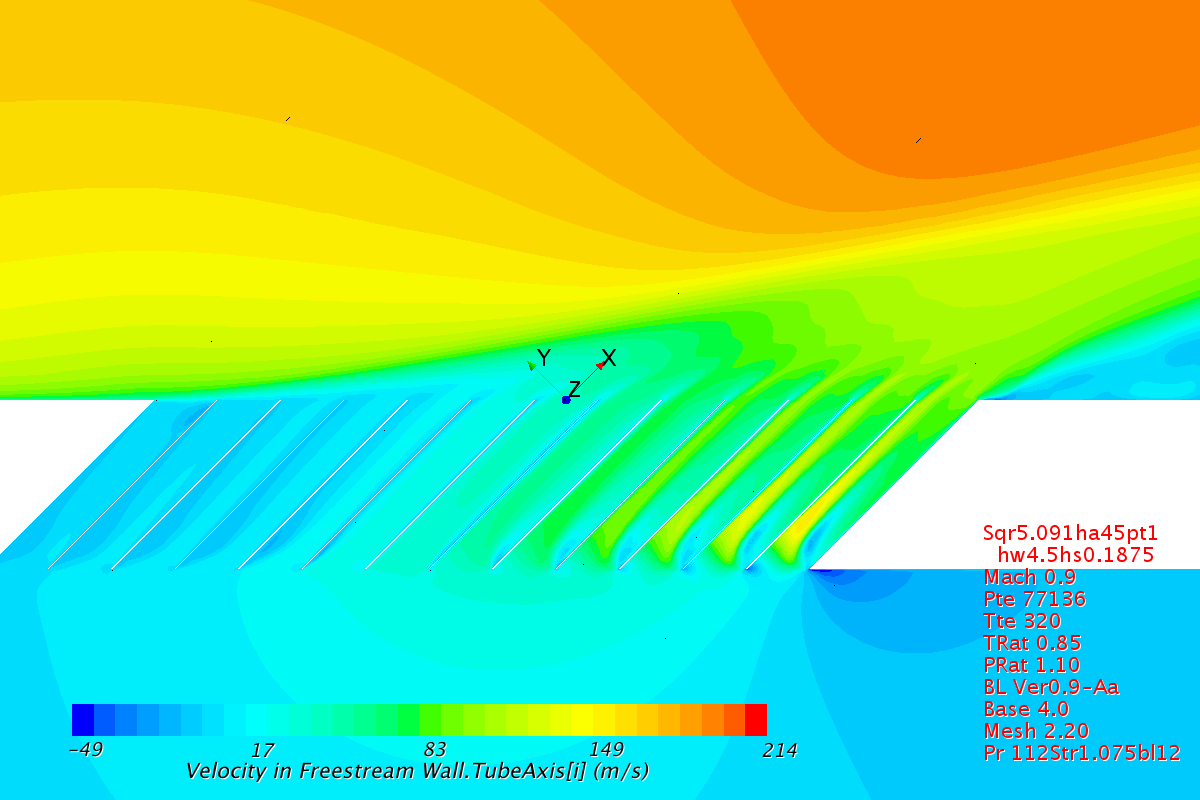 Y X
Z
Sqr5.091ha45pt1
hw4.5hs0.1875
Mach 0.9
Pte 77136
Tte 320
TRat 0.85
PRat 1.10
BL Ver0.9-Aa
Base 4.0
Mesh 2.20
Pr 112Str1.075bl12
-49 17 83 149 214
Velocity in Freestream Wall.TubeAxis[i] (m/s)